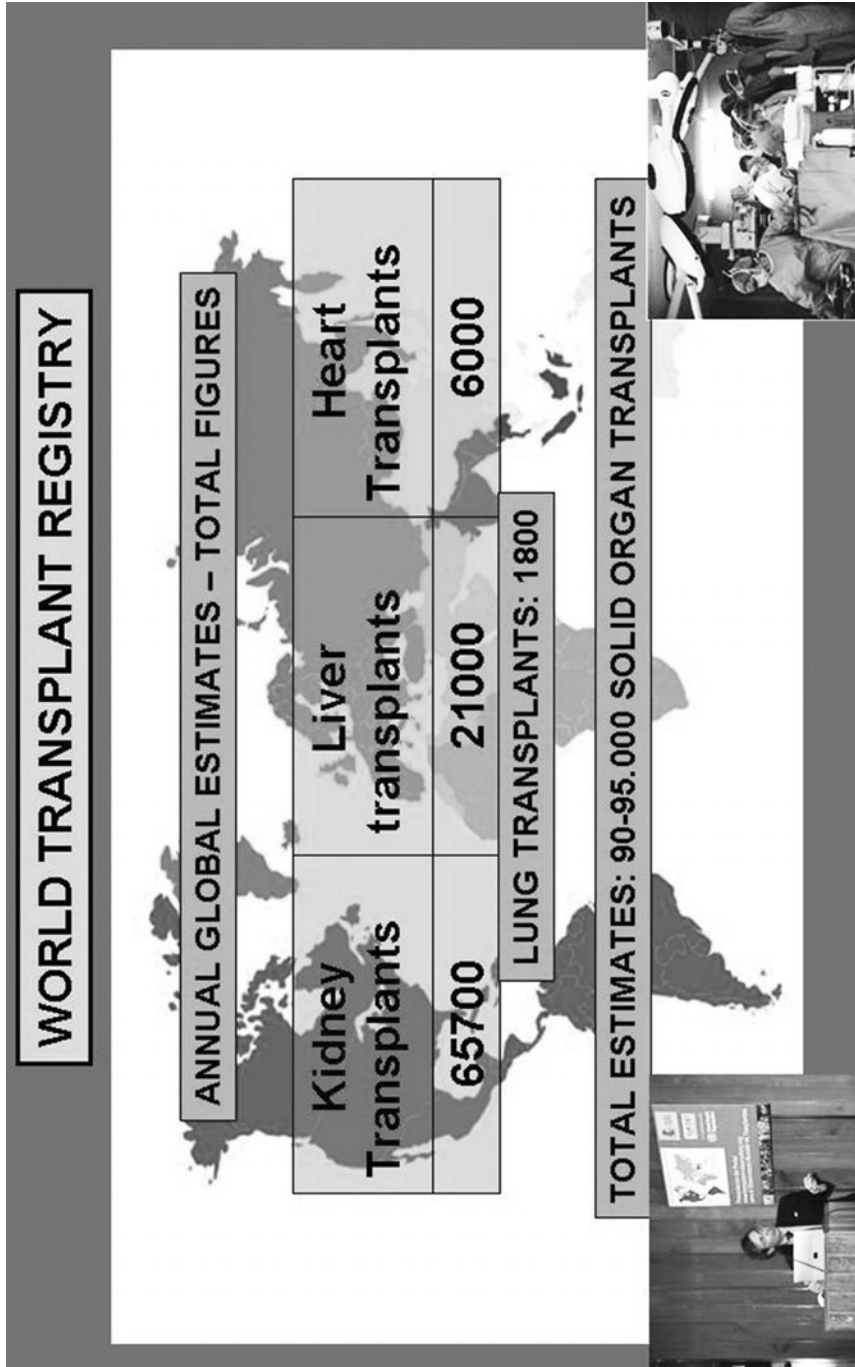 WORLD TRANSPLANT REGISTRY
ANNUAL GLOBAL ESTIMATES – TOTAL FIGURES
Kidney
Transplants
Liver
transplants
Heart
Transplants
65700
21000
6000
LUNG TRANSPLANTS: 1800
TOTAL ESTIMATES: 90-95.000 SOLID ORGAN TRANSPLANTS